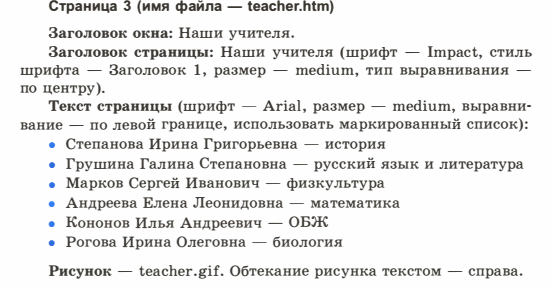 Страница 3 (имя файла — teacher.htm)
Заголовок окна: Наши учителя.
Заголовок страницы: Наши учителя (шрифт — Impact, стиль
шрифта — Заголовок 1, размер — medium, тип выравнивания —
по центру).
Текст страницы (шрифт — Arial, размер — medium, выравни-
вание — по левой границе, использовать маркированный список):
• Степанова Ирина Григорьевна — история
• Грушина Галина Степановна — русский язык и литература
• Марков Сергей Иванович — физкультура
• Андреева Елена Леонидовна — математика
• Кононов Илья Андреевич — ОБЖ
• Рогова Ирина Олеговна — биология
Рисунок — teacher.gif. Обтекание рисунка текстом — справа.